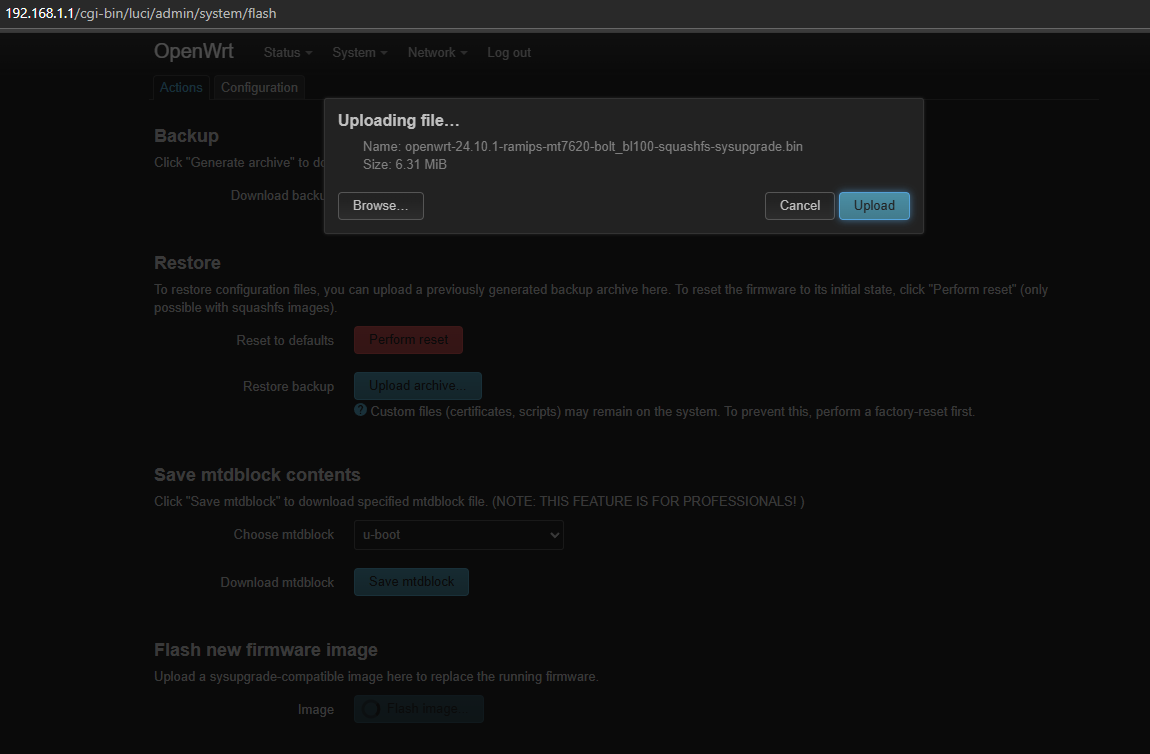 192.168.1.1/cgi-bin/luci/admin/system/flash
OpenWrt Status System Network Log out
Actions Configuration
Uploading file…
Name: openwrt-24.10.1-ramips-mt7620-bolt_bl100-squashfs-sysupgrade.bin
Size: 6.31 MiB
Browse… Cancel Upload
Backup
Click "Generate archive" to do
Download backu
Restore
To restore configuration files, you can upload a previously generated backup archive here. To reset the firmware to its initial state, click "Perform reset" (only
possible with squashfs images).
Reset to defaults Perform reset
Restore backup Upload archive...
Custom files (certificates, scripts) may remain on the system. To prevent this, perform a factory-reset first.
Save mtdblock contents
Click "Save mtdblock" to download specified mtdblock file. (NOTE: THIS FEATURE IS FOR PROFESSIONALS! )
Choose mtdblock u-boot
Download mtdblock Save mtdblock
Flash new firmware image
Upload a sysupgrade-compatible image here to replace the running firmware.
Image Flash image...